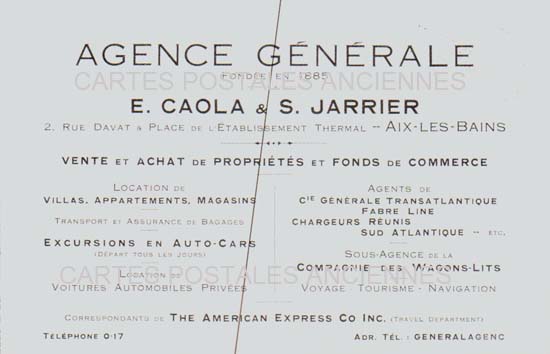 AGENCE GÉNÉRALE
FONDÉE EN 1885
CARTES POSTALES ANCIENNES
E. CAOLA & S. JARRIER
2. RUE DAVAT & PLACE DE L'ÉTABLISSEMENT THERMAL -- AIX-LES-BAINS
VENTE ET ACHAT DE PROPRIÉTÉS ET FONDS DE COMMERCE
LOCATION DE
VILLAS, APPARTEMENTS, MAGASINS
TRANSPORT ET ASSURANCE DE BAGAGES
EXCURSIONS EN AUTO-CARS
(DÉPART TOUS LES JOURS)
LOCATION DE
VOITURES AUTOMOBILES PRIVÉES
AGENTS DE
CIE GÉNÉRALE TRANSATLANTIQUE
FABRE LINE
CHARGEURS RÉUNIS
SUD ATLANTIQUE -- ETC.
SOUS-AGENCE DE LA
COMPAGNIE DES WAGONS-LITS
VOYAGE - TOURISME - NAVIGATION
CARTES POSTALES ANCIENNES
CORRESPONDANTS DE THE AMERICAN EXPRESS CO INC. (TRAVEL DEPARTMENT)
TÉLÉPHONE 0-17
ADR. TÉL. : GENERALAGENC